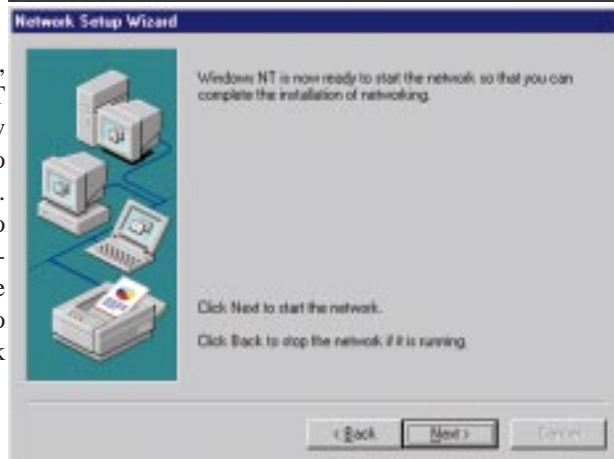 Network Setup Wizard
Windows NT is now ready to start the network so that you can
complete the installation of networking.
Click Next to start the network.
Click Back to stop the network if it is running.
< Back
Next >
Cancel